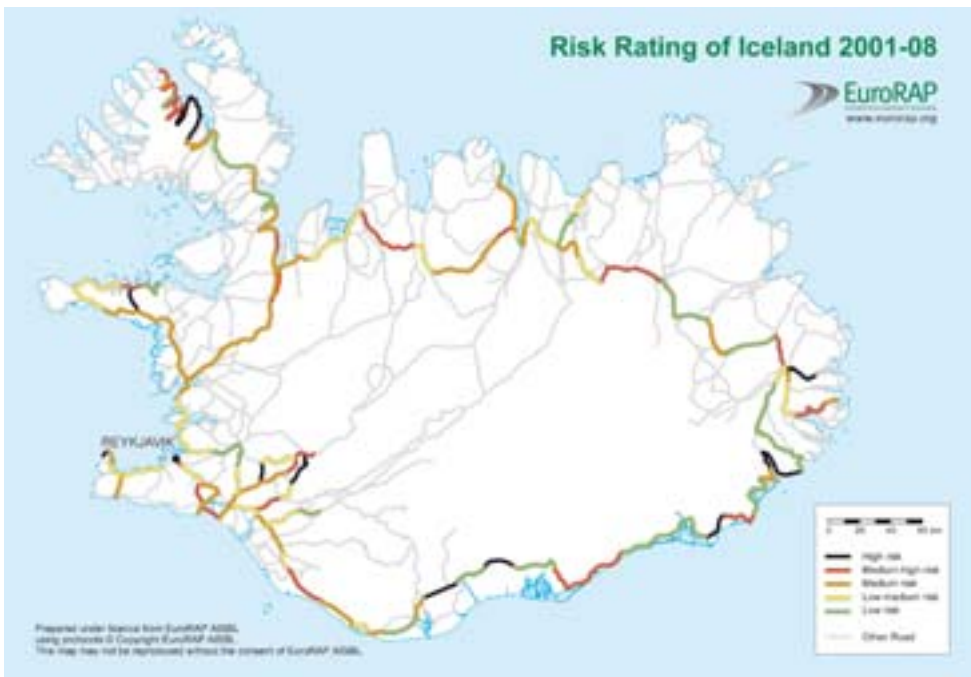 Risk Rating of Iceland 2001-08
EuroRAP
www.eurorap.org
REYKJAVIK
High risk
Medium high risk
Medium risk
Low medium risk
Low risk
Other Road
Prepared under licence from EuroRAP AISBL
using protocols © Copyright EuroRAP AISBL.
This map may not be reproduced without the consent of EuroRAP AISBL.